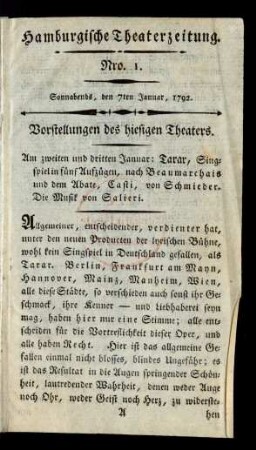 Hamburgische Theaterzeitung.
Nro. 1.
Sonnabends, den 7ten Januar, 1792.
Vorstellungen des hiesigen Theaters.
Am zweiten und dritten Januar: Tarar, Sing-
spiel in fünf Aufzügen, nach Beaumarchais
und dem Abate, Casti, von Schmieder.
Die Musik von Salieri.
Allgemeiner, entscheidender, verdienter hat,
unter den neuen Producten der lyrischen Bühne,
wohl kein Singspiel in Deutschland gefallen, als
Tarar. Berlin, Frankfurt am Mayn,
Hannover, Mainz, Manheim, Wien,
alle diese Städte, so verschieden auch sonst ihr Ge-
schmack, ihre Kenner — und Liebhaberei seyn
mag, haben hier nur eine Stimme; alle ent-
scheiden für die Vortreflichkeit dieser Oper, und
alle haben Recht. Hier ist das allgemeine Ge-
fallen einmal nicht blosses, blindes Ungefähr; es
ist das Resultat in die Augen springender Schön-
heit, lautredender Wahrheit, denen weder Auge
noch Ohr, weder Geist noch Herz, zu widerste-
A hen